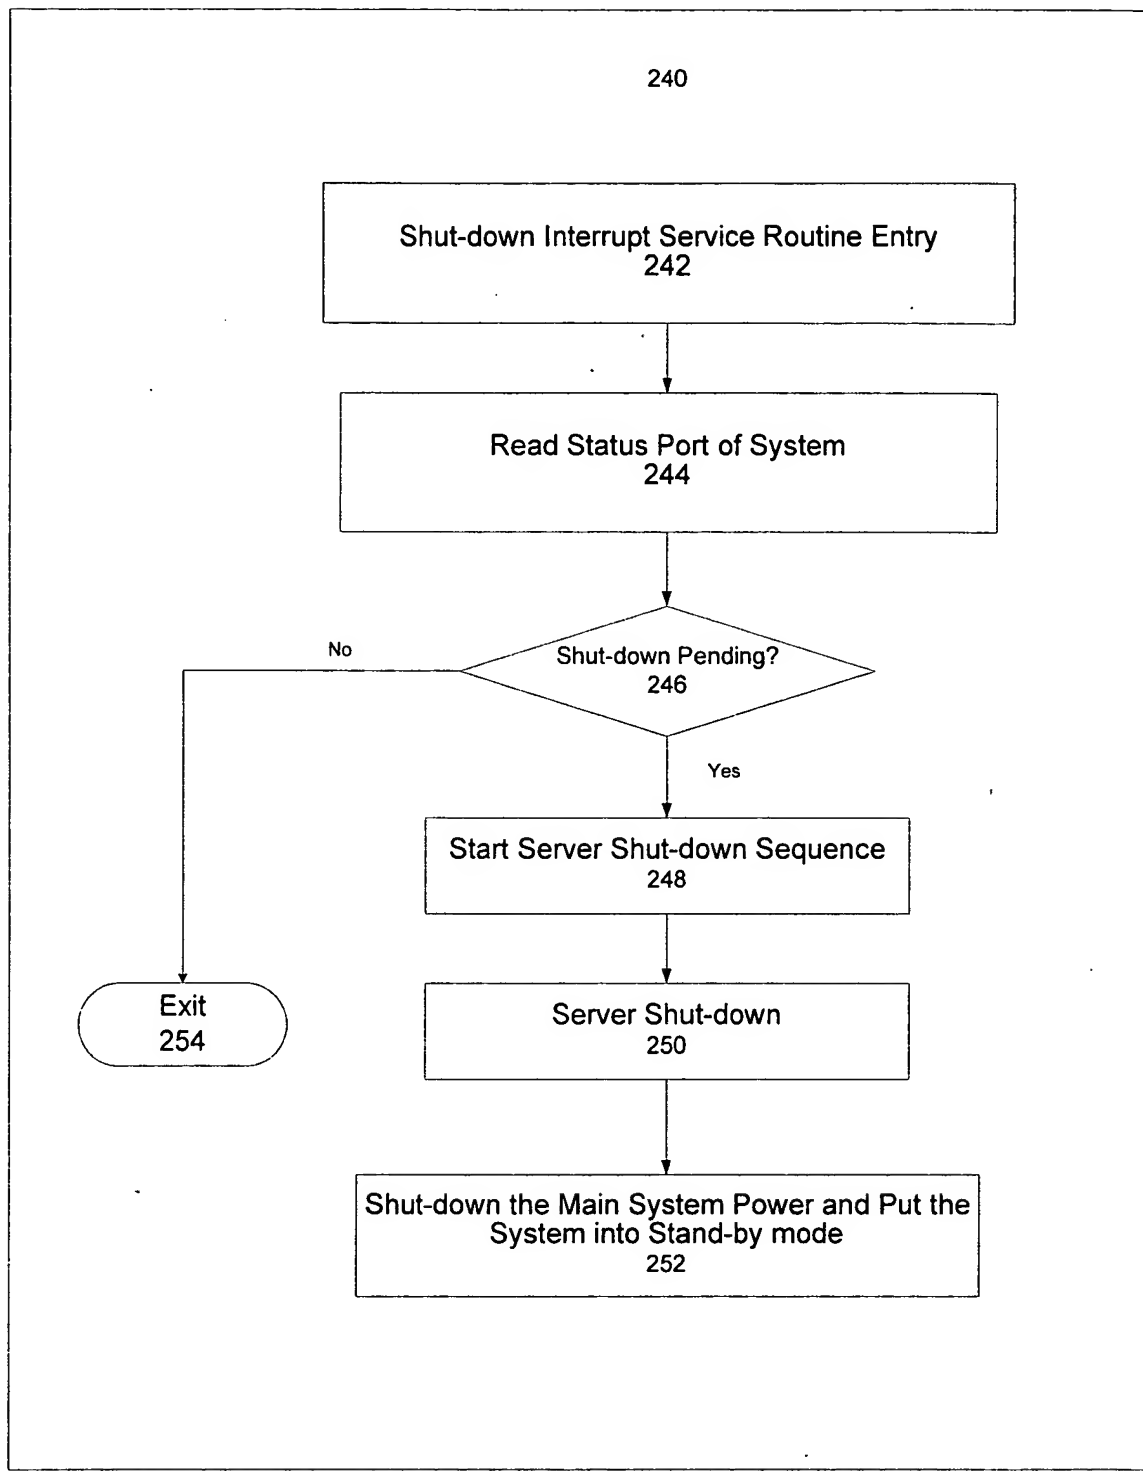 240
Shut-down Interrupt Service Routine Entry
242
Read Status Port of System
244
Shut-down Pending?
246
No
Yes
Start Server Shut-down Sequence
248
Exit
254
Server Shut-down
250
Shut-down the Main System Power and Put the
System into Stand-by mode
252